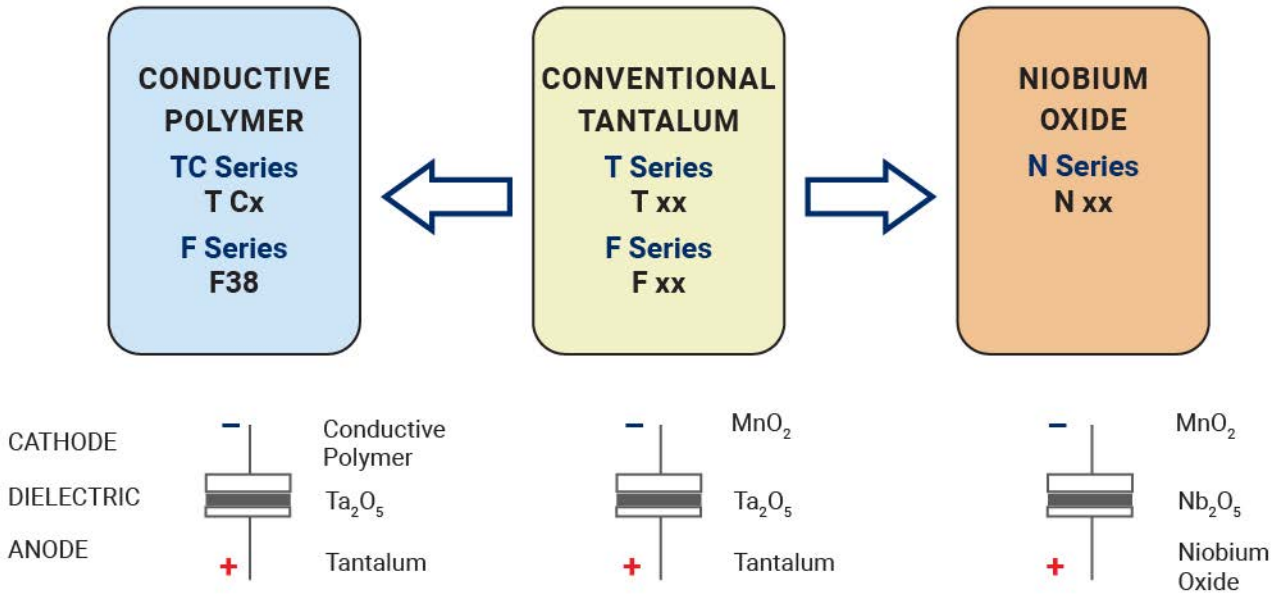 CONDUCTIVE
POLYMER
TC Series
T Cx
F Series
F38
CONVENTIONAL
TANTALUM
T Series
T xx
F Series
F xx
NIOBIUM
OXIDE
N Series
N xx
CATHODE
DIELECTRIC
ANODE
−
Conductive
Polymer
Ta₂O₅
+
Tantalum
−
MnO₂
Ta₂O₅
+
Tantalum
−
MnO₂
Nb₂O₅
+
Niobium
Oxide